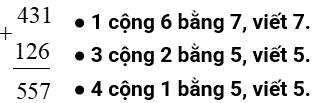 431 ● 1 cộng 6 bằng 7, viết 7.
+
126 ● 3 cộng 2 bằng 5, viết 5.
557 ● 4 cộng 1 bằng 5, viết 5.